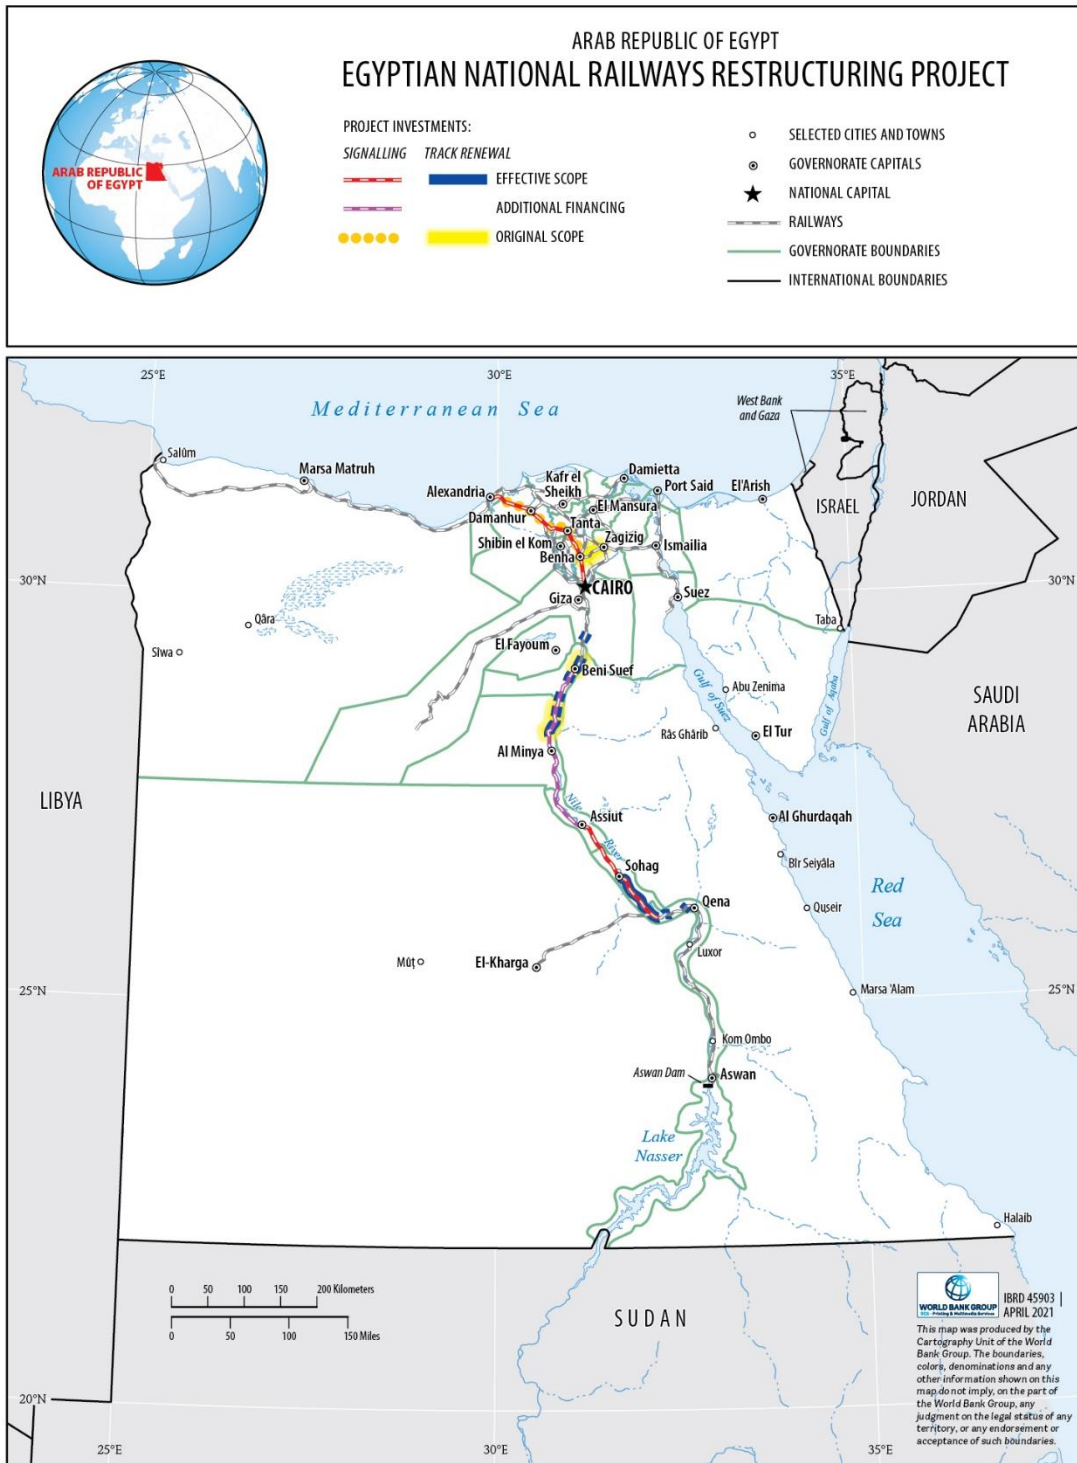 ARAB REPUBLIC OF EGYPT
EGYPTIAN NATIONAL RAILWAYS RESTRUCTURING PROJECT
ARAB REPUBLIC
OF EGYPT
PROJECT INVESTMENTS:
SIGNALLING TRACK RENEWAL
EFFECTIVE SCOPE
ADDITIONAL FINANCING
ORIGINAL SCOPE
SELECTED CITIES AND TOWNS
GOVERNORATE CAPITALS
NATIONAL CAPITAL
RAILWAYS
GOVERNORATE BOUNDARIES
INTERNATIONAL BOUNDARIES
25°E
30°E
35°E
Mediterranean Sea
West Bank
and Gaza
Salûm
Marsa Matruh
Alexandria
Kafr el
Sheikh
Damietta
Port Said
El'Arish
El Mansura
Damanhur
Tanta
Shibin el Kom
Zagizig
Benha
Ismailia
ISRAEL
JORDAN
30°N
30°N
CAIRO
Giza
Suez
Taba
Qâra
Siwa
El Fayoum
Beni Suef
Gulf of Suez
Abu Zenima
Gulf of Aqaba
SAUDI
ARABIA
Râs Ghârib
El Tur
Al Minya
LIBYA
Nile
River
Assiut
Al Ghurdaqah
Bîr Seiyâla
Sohag
Red
Sea
Qena
Quseir
Luxor
Mûţ
El-Kharga
25°N
25°N
Marsa 'Alam
Kom Ombo
Aswan Dam
Aswan
Lake
Nasser
Halaib
0 50 100 150 200 Kilometers
0 50 100 150 Miles
SUDAN
WORLD BANK GROUP
IBRD 45903 |
APRIL 2021
This map was produced by the
Cartography Unit of the World
Bank Group. The boundaries,
colors, denominations and any
other information shown on this
map do not imply, on the part of
the World Bank Group, any
judgment on the legal status of any
territory, or any endorsement or
acceptance of such boundaries.
20°N
25°E
30°E
35°E